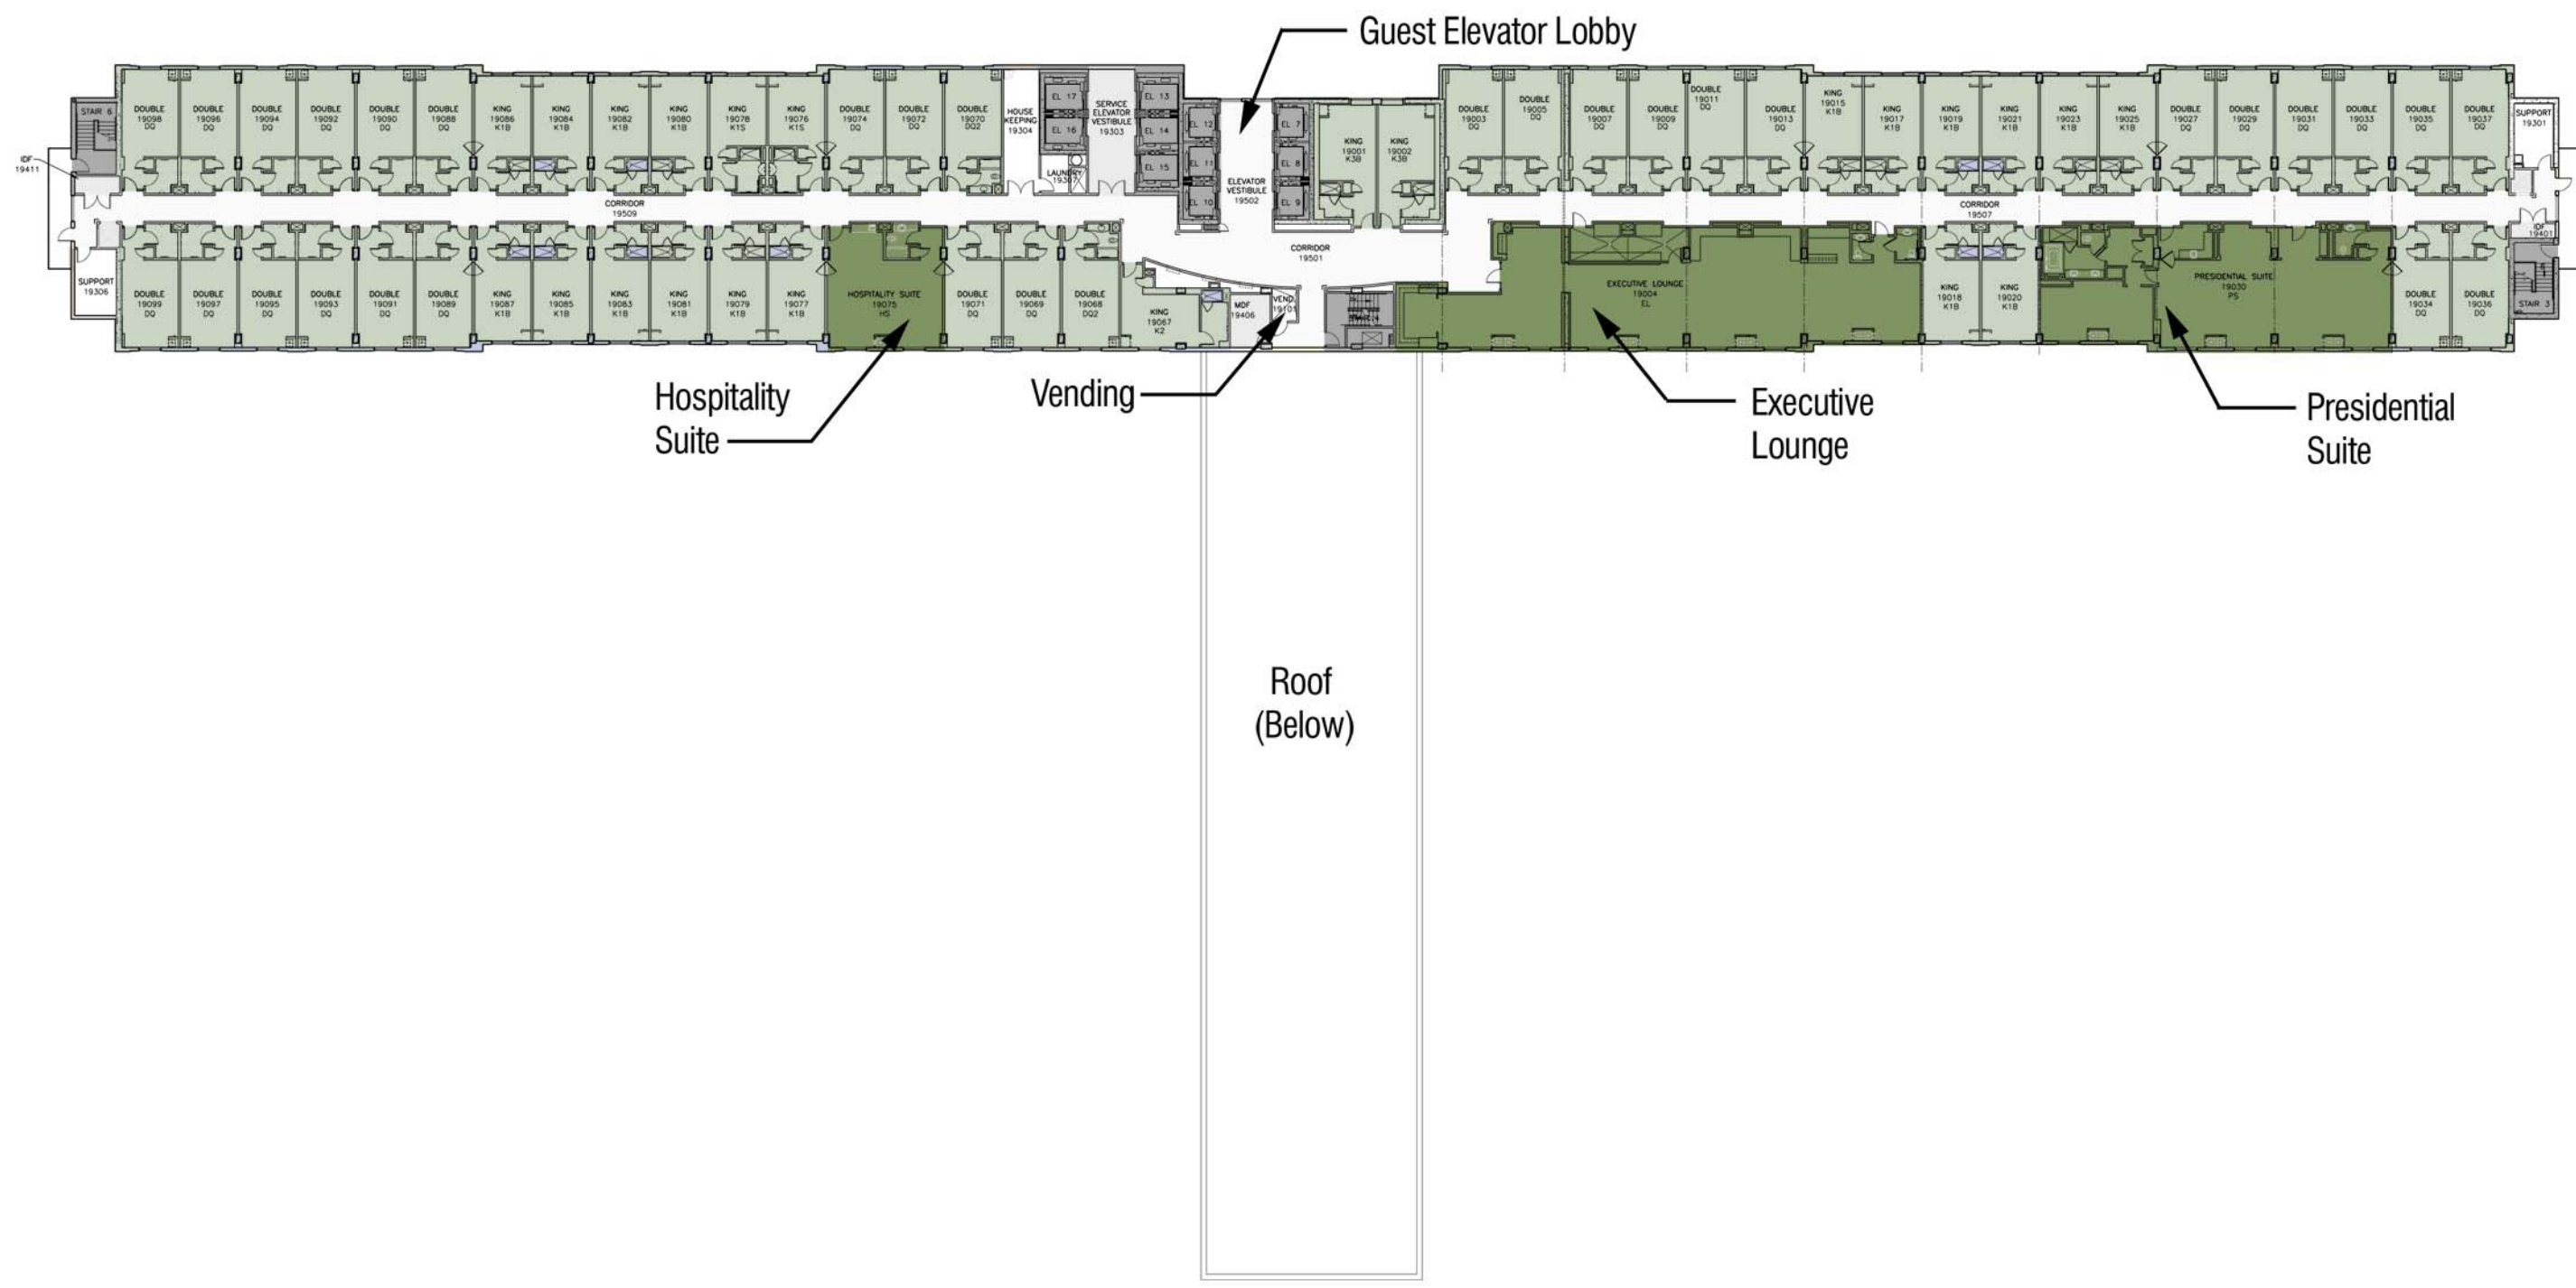 Guest Elevator Lobby
STAIR 6
DOUBLE
19098
DQ
DOUBLE
19096
DQ
DOUBLE
19094
DQ
DOUBLE
19092
DQ
DOUBLE
19090
DQ
DOUBLE
19088
DQ
KING
19086
K1B
KING
19084
K1B
KING
19082
K1B
KING
19080
K1B
KING
19078
K1S
KING
19076
K1S
DOUBLE
19074
DQ
DOUBLE
19072
DQ
DOUBLE
19070
DQ2
HOUSE
KEEPING
19304
EL 17
EL 16
LAUNDRY
SERVICE
ELEVATOR
VESTIBULE
19303
EL 13
EL 14
EL 15
EL 12
EL 11
EL 10
ELEVATOR
VESTIBULE
19502
EL 7
EL 8
EL 9
KING
19001
K3B
KING
19002
K3B
DOUBLE
19003
DQ
DOUBLE
19005
DQ
DOUBLE
19007
DQ
DOUBLE
19009
DQ
DOUBLE
19011
DQ
DOUBLE
19013
DQ
KING
19015
K1B
KING
19017
K1B
KING
19019
K1B
KING
19021
K1B
KING
19023
K1B
KING
19025
K1B
DOUBLE
19027
DQ
DOUBLE
19029
DQ
DOUBLE
19031
DQ
DOUBLE
19033
DQ
DOUBLE
19035
DQ
DOUBLE
19037
DQ
SUPPORT
19301
IDF
19411
CORRIDOR
19509
CORRIDOR
19501
CORRIDOR
19507
IDF
19401
SUPPORT
19306
DOUBLE
19099
DQ
DOUBLE
19097
DQ
DOUBLE
19095
DQ
DOUBLE
19093
DQ
DOUBLE
19091
DQ
DOUBLE
19089
DQ
KING
19087
K1B
KING
19085
K1B
KING
19083
K1B
KING
19081
K1B
KING
19079
K1B
KING
19077
K1B
HOSPITALITY SUITE
19075
HS
DOUBLE
19071
DQ
DOUBLE
19069
DQ
DOUBLE
19068
DQ2
KING
19067
K2
MDF
19406
VEND.
19101
EXECUTIVE LOUNGE
19004
EL
KING
19018
K1B
KING
19020
K1B
PRESIDENTIAL SUITE
19030
PS
DOUBLE
19034
DQ
DOUBLE
19036
DQ
STAIR 3
Hospitality
Suite
Vending
Executive
Lounge
Presidential
Suite
Roof
(Below)